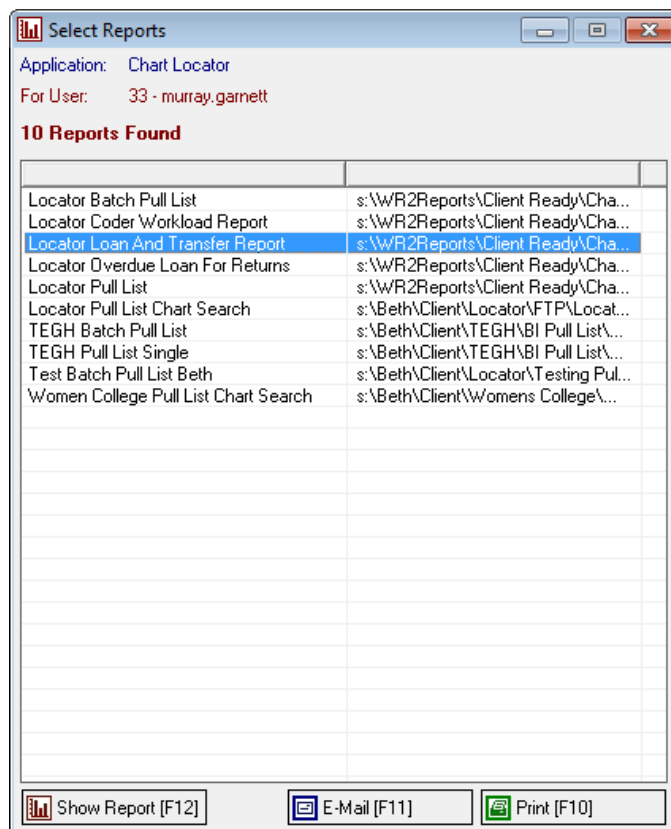 Select Reports
Application: Chart Locator
For User: 33 - murray.garnett
10 Reports Found
Locator Batch Pull List s:\WR2Reports\Client Ready\Cha...
Locator Coder Workload Report s:\WR2Reports\Client Ready\Cha...
Locator Loan And Transfer Report s:\WR2Reports\Client Ready\Cha...
Locator Overdue Loan For Returns s:\WR2Reports\Client Ready\Cha...
Locator Pull List s:\WR2Reports\Client Ready\Cha...
Locator Pull List Chart Search s:\Beth\Client\Locator\FTP\Locat...
TEGH Batch Pull List s:\Beth\Client\TEGH\BI Pull List\...
TEGH Pull List Single s:\Beth\Client\TEGH\BI Pull List\...
Test Batch Pull List Beth s:\Beth\Client\Locator\Testing Pul...
Women College Pull List Chart Search s:\Beth\Client\Womens College\...
Show Report [F12] E-Mail [F11] Print [F10]